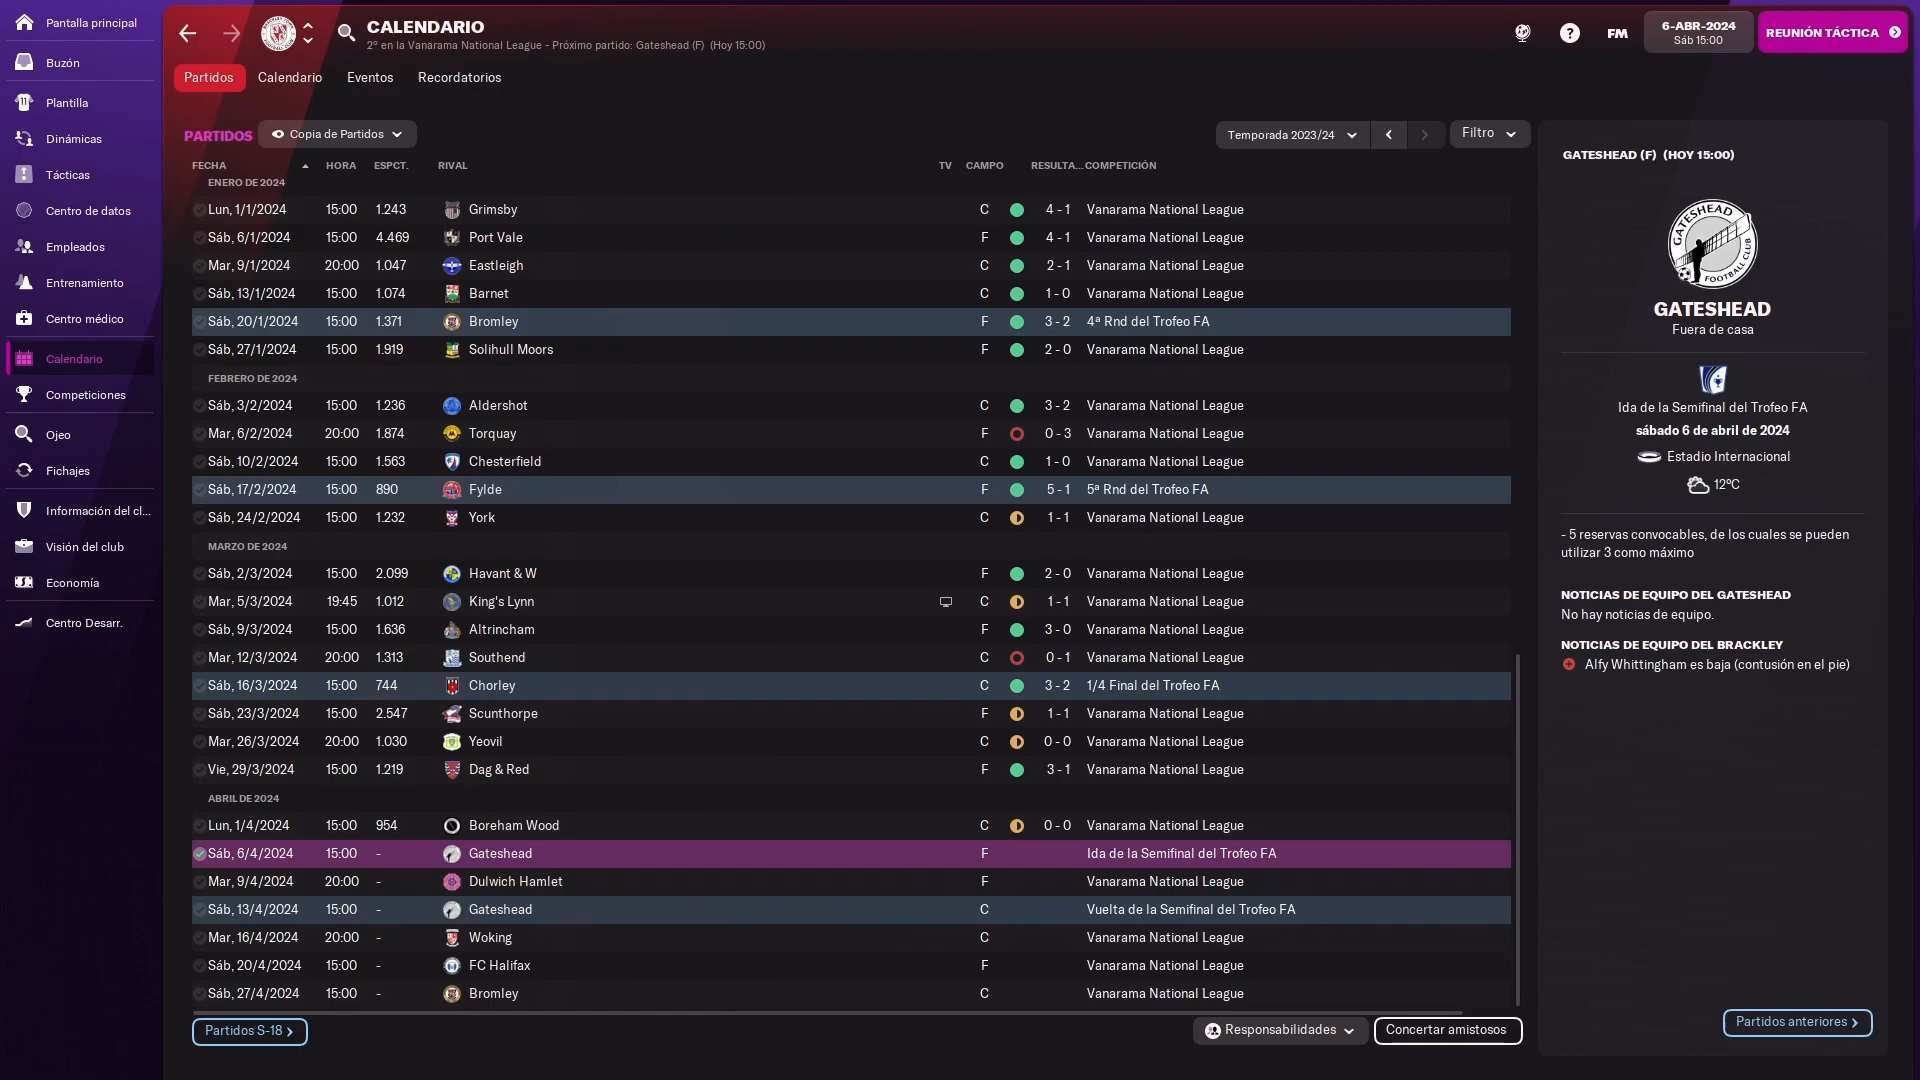 Pantalla principal
Buzón
Plantilla
Dinámicas
Tácticas
Centro de datos
Empleados
Entrenamiento
Centro médico
Calendario
Competiciones
Ojeo
Fichajes
Información del cl...
Visión del club
Economía
Centro Desarr.
CALENDARIO
2º en la Vanarama National League - Próximo partido: Gateshead (F) (Hoy 15:00)
FM
6-ABR-2024
Sáb 15:00
REUNIÓN TÁCTICA
Partidos Calendario Eventos Recordatorios
PARTIDOS Copia de Partidos Temporada 2023/24 Filtro
FECHA HORA ESPCT. RIVAL TV CAMPO RESULTA... COMPETICIÓN
ENERO DE 2024
Lun, 1/1/2024 15:00 1.243 Grimsby C 4 - 1 Vanarama National League
Sáb, 6/1/2024 15:00 4.469 Port Vale F 4 - 1 Vanarama National League
Mar, 9/1/2024 20:00 1.047 Eastleigh C 2 - 1 Vanarama National League
Sáb, 13/1/2024 15:00 1.074 Barnet C 1 - 0 Vanarama National League
Sáb, 20/1/2024 15:00 1.371 Bromley F 3 - 2 4ª Rnd del Trofeo FA
Sáb, 27/1/2024 15:00 1.919 Solihull Moors F 2 - 0 Vanarama National League
FEBRERO DE 2024
Sáb, 3/2/2024 15:00 1.236 Aldershot C 3 - 2 Vanarama National League
Mar, 6/2/2024 20:00 1.874 Torquay F 0 - 3 Vanarama National League
Sáb, 10/2/2024 15:00 1.563 Chesterfield C 1 - 0 Vanarama National League
Sáb, 17/2/2024 15:00 890 Fylde F 5 - 1 5ª Rnd del Trofeo FA
Sáb, 24/2/2024 15:00 1.232 York C 1 - 1 Vanarama National League
MARZO DE 2024
Sáb, 2/3/2024 15:00 2.099 Havant & W F 2 - 0 Vanarama National League
Mar, 5/3/2024 19:45 1.012 King's Lynn C 1 - 1 Vanarama National League
Sáb, 9/3/2024 15:00 1.636 Altrincham F 3 - 0 Vanarama National League
Mar, 12/3/2024 20:00 1.313 Southend C 0 - 1 Vanarama National League
Sáb, 16/3/2024 15:00 744 Chorley C 3 - 2 1/4 Final del Trofeo FA
Sáb, 23/3/2024 15:00 2.547 Scunthorpe F 1 - 1 Vanarama National League
Mar, 26/3/2024 20:00 1.030 Yeovil C 0 - 0 Vanarama National League
Vie, 29/3/2024 15:00 1.219 Dag & Red F 3 - 1 Vanarama National League
ABRIL DE 2024
Lun, 1/4/2024 15:00 954 Boreham Wood C 0 - 0 Vanarama National League
Sáb, 6/4/2024 15:00 - Gateshead F Ida de la Semifinal del Trofeo FA
Mar, 9/4/2024 20:00 - Dulwich Hamlet F Vanarama National League
Sáb, 13/4/2024 15:00 - Gateshead C Vuelta de la Semifinal del Trofeo FA
Mar, 16/4/2024 20:00 - Woking C Vanarama National League
Sáb, 20/4/2024 15:00 - FC Halifax F Vanarama National League
Sáb, 27/4/2024 15:00 - Bromley C Vanarama National League
Partidos S-18
Responsabilidades
Concertar amistosos
GATESHEAD (F) (HOY 15:00)
GATESHEAD
FOOTBALL CLUB
GATESHEAD
Fuera de casa
Ida de la Semifinal del Trofeo FA
sábado 6 de abril de 2024
Estadio Internacional
12ºC
- 5 reservas convocables, de los cuales se pueden
utilizar 3 como máximo
NOTICIAS DE EQUIPO DEL GATESHEAD
No hay noticias de equipo.
NOTICIAS DE EQUIPO DEL BRACKLEY
Alfy Whittingham es baja (contusión en el pie)
Partidos anteriores